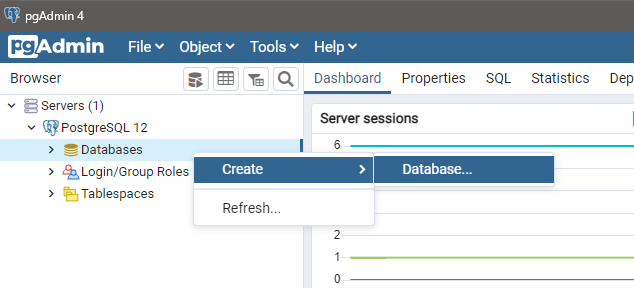 pgAdmin 4
pgAdmin File Object Tools Help
Browser Dashboard Properties SQL Statistics Dep
Servers (1)
Server sessions
PostgreSQL 12
6
Databases
Create Database...
Login/Group Roles
Tablespaces
Refresh...
2
1
0